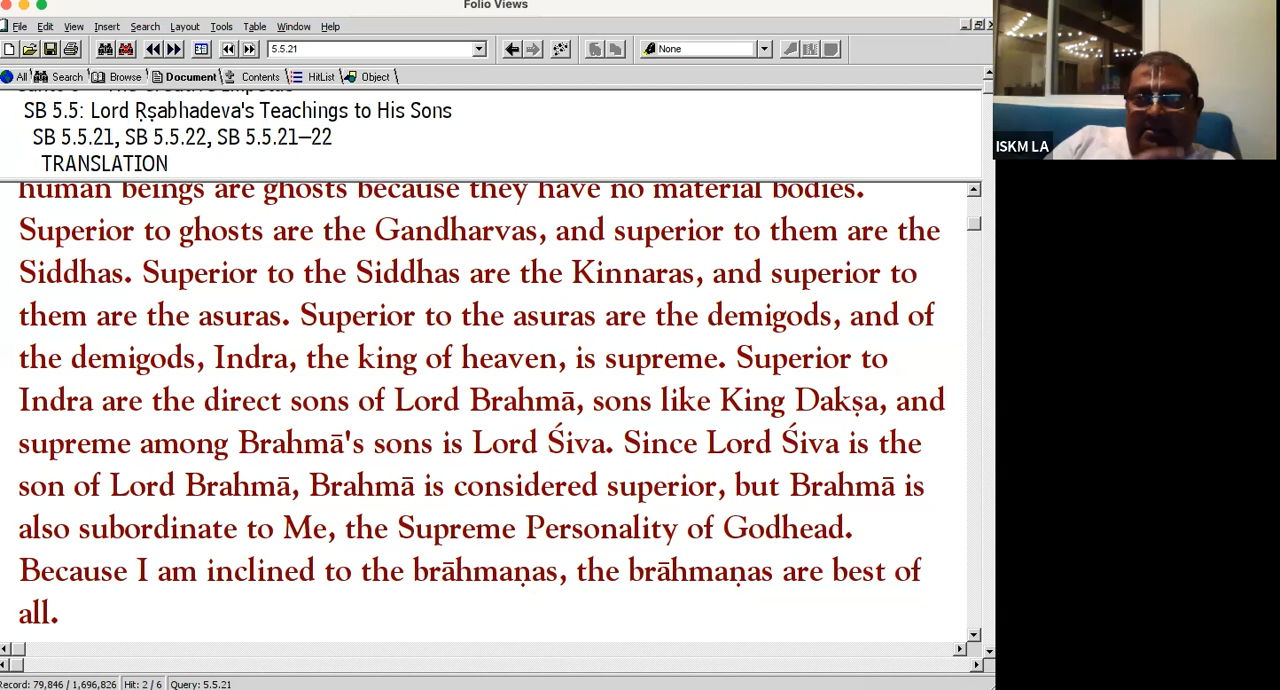 Folio Views
File Edit View Insert Search Layout Tools Table Window Help
5.5.21 None
All Search Browse Document Contents HitList Object
SB 5.5: Lord Ṛṣabhadeva's Teachings to His Sons
SB 5.5.21, SB 5.5.22, SB 5.5.21–22
TRANSLATION
human beings are ghosts because they have no material bodies.
Superior to ghosts are the Gandharvas, and superior to them are the
Siddhas. Superior to the Siddhas are the Kinnaras, and superior to
them are the asuras. Superior to the asuras are the demigods, and of
the demigods, Indra, the king of heaven, is supreme. Superior to
Indra are the direct sons of Lord Brahmā, sons like King Dakṣa, and
supreme among Brahmā's sons is Lord Śiva. Since Lord Śiva is the
son of Lord Brahmā, Brahmā is considered superior, but Brahmā is
also subordinate to Me, the Supreme Personality of Godhead.
Because I am inclined to the brāhmaṇas, the brāhmaṇas are best of
all.
Record: 79,846 / 1,696,826 Hit: 2 / 6 Query: 5.5.21
ISKM LA